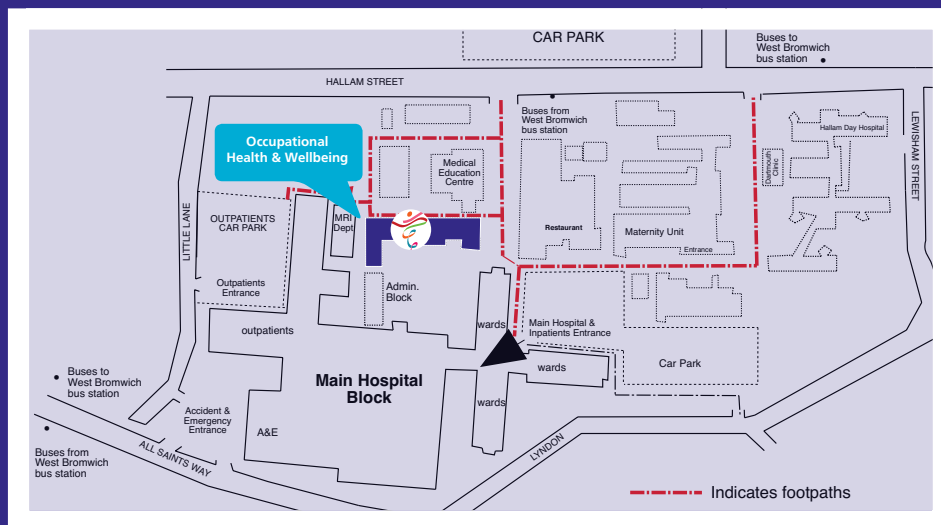 CAR PARK
Buses to
West Bromwich
bus station
HALLAM STREET
Buses from
West Bromwich
bus station
LEWISHAM STREET
Hallam Day Hospital
Dartmouth
Clinic
Occupational
Health & Wellbeing
Medical
Education
Centre
LITTLE LANE
OUTPATIENTS
CAR PARK
MRI
Dept
Restaurant
Maternity Unit
Entrance
Outpatients
Entrance
Admin.
Block
outpatients
wards
Main Hospital &
Inpatients Entrance
Car Park
wards
Main Hospital
Block
wards
Buses to
West Bromwich
bus station
Accident &
Emergency
Entrance
A&E
ALL SAINTS WAY
LYNDON
Buses from
West Bromwich
bus station
Indicates footpaths